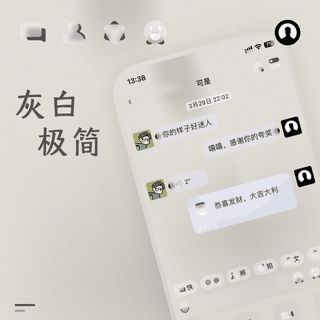 灰白
极简
13:38
可是
3月29日 22:02
你的样子好迷人
嘻嘻，感谢你的夸奖
2"
恭喜发财，大吉大利
快
照
拍
文